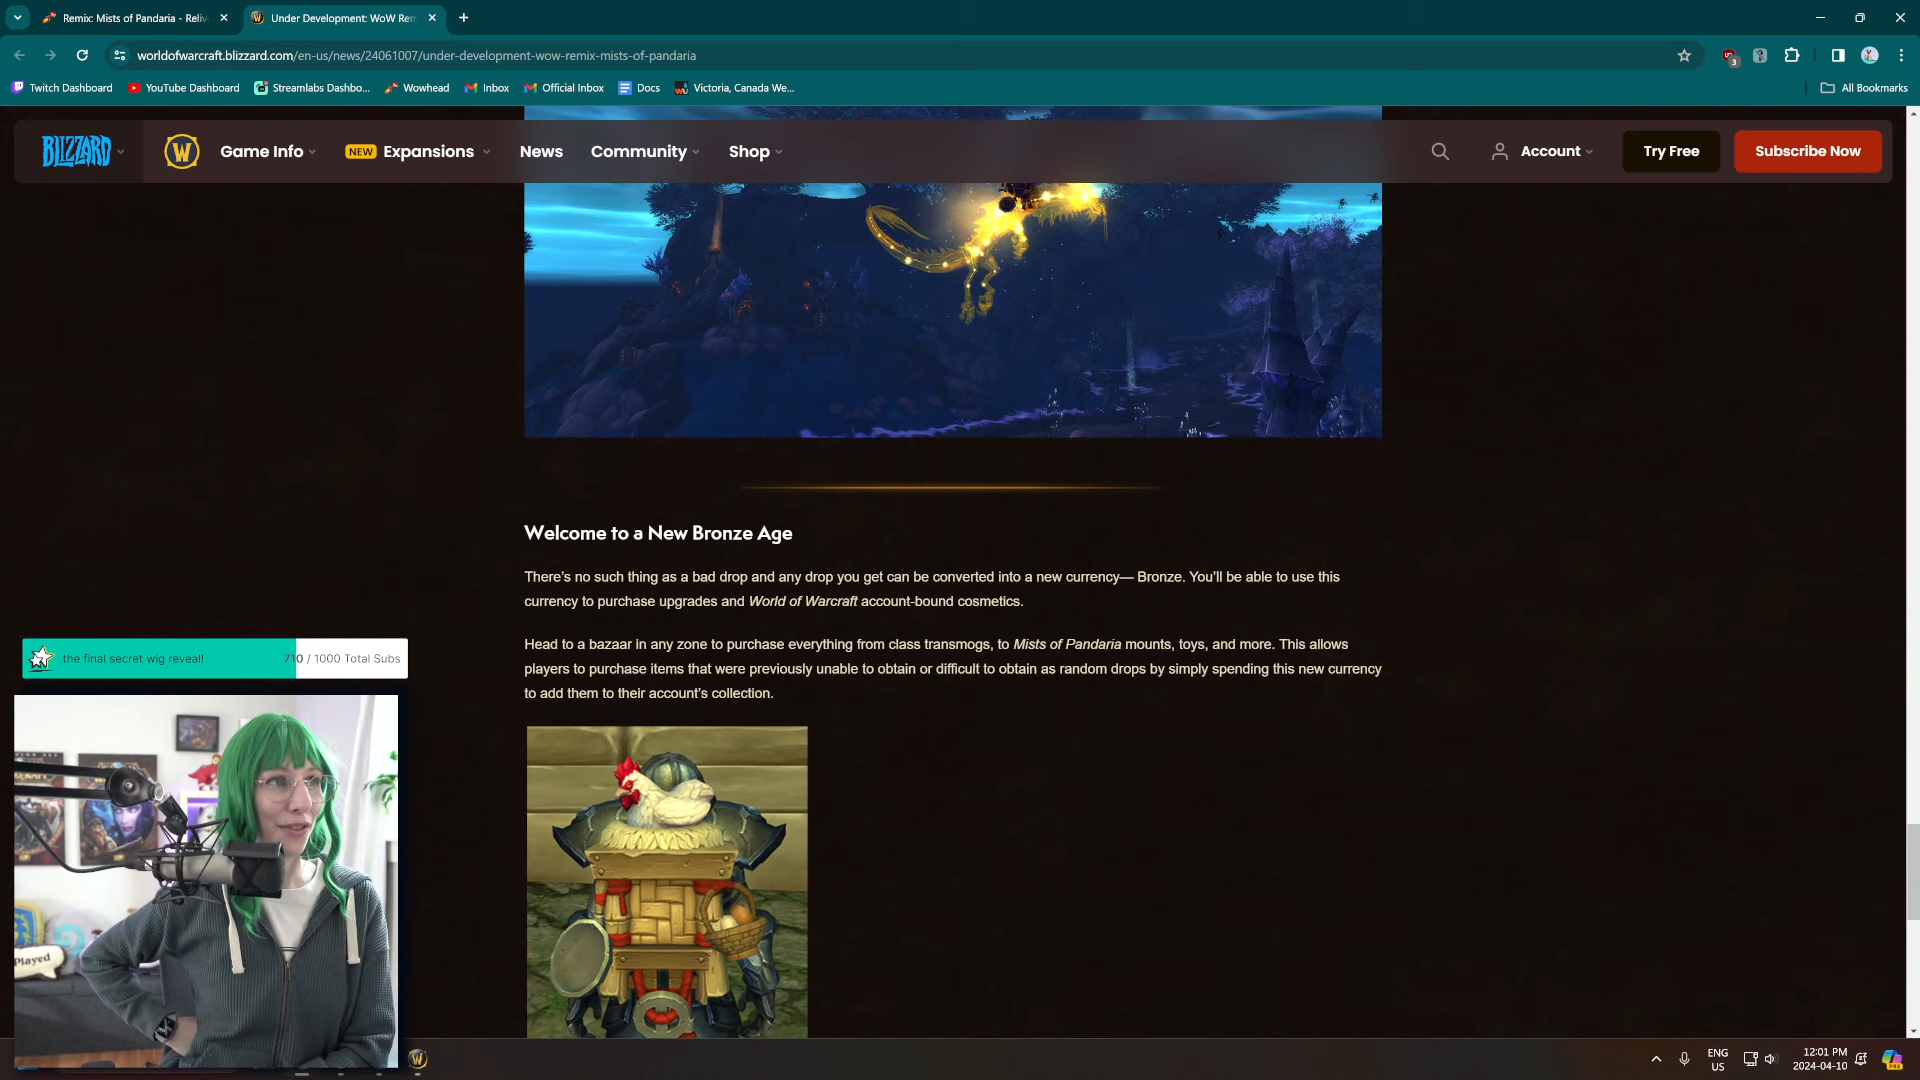 Remix: Mists of Pandaria - Reliv
Under Development: WoW Rem
worldofwarcraft.blizzard.com/en-us/news/24061007/under-development-wow-remix-mists-of-pandaria
3
Twitch Dashboard
YouTube Dashboard
Streamlabs Dashbo...
Wowhead
Inbox
Official Inbox
Docs
Victoria, Canada We...
All Bookmarks
BLIZZARD
W
Game Info
NEW Expansions
News
Community
Shop
Account
Try Free
Subscribe Now
Welcome to a New Bronze Age
There's no such thing as a bad drop and any drop you get can be converted into a new currency— Bronze. You'll be able to use this
currency to purchase upgrades and World of Warcraft account-bound cosmetics.
Head to a bazaar in any zone to purchase everything from class transmogs, to Mists of Pandaria mounts, toys, and more. This allows
players to purchase items that were previously unable to obtain or difficult to obtain as random drops by simply spending this new currency
to add them to their account's collection.
the final secret wig reveal!
710 / 1000 Total Subs
Played
W
ENG
US
12:01 PM
2024-04-10
PRE